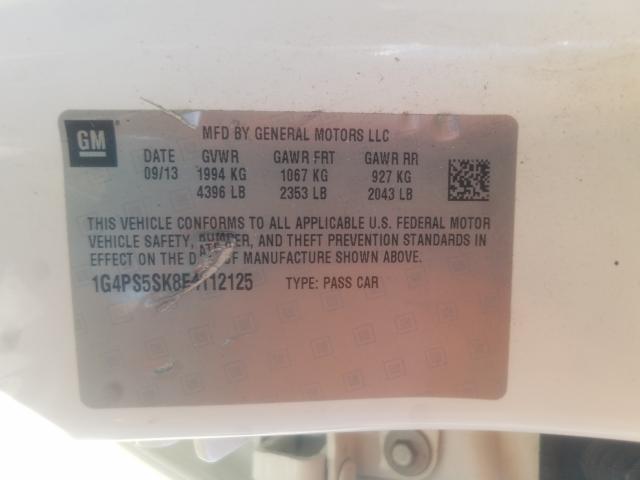 GM
MFD BY GENERAL MOTORS LLC
DATE GVWR GAWR FRT GAWR RR
09/13 1994 KG 1067 KG 927 KG
4396 LB 2353 LB 2043 LB
THIS VEHICLE CONFORMS TO ALL APPLICABLE U.S. FEDERAL MOTOR
VEHICLE SAFETY, BUMPER, AND THEFT PREVENTION STANDARDS IN
EFFECT ON THE DATE OF MANUFACTURE SHOWN ABOVE.
1G4PS5SK8E4112125 TYPE: PASS CAR